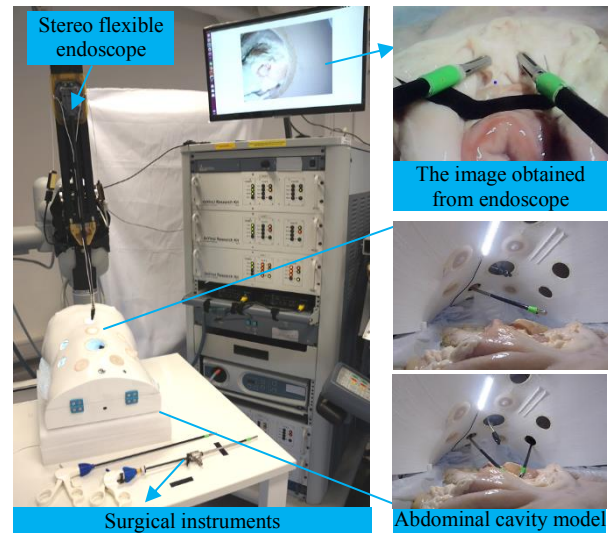 Stereo flexible
endoscope
The image obtained
from endoscope
Surgical instruments
Abdominal cavity model